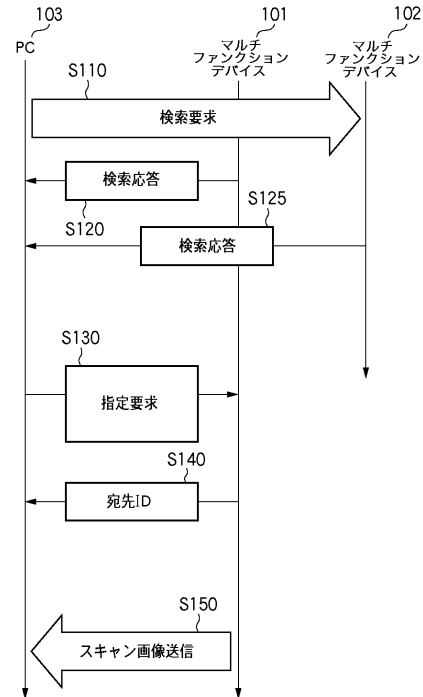 103
PC
101
マルチ
ファンクション
デバイス
102
マルチ
ファンクション
デバイス
S110
検索要求
検索応答
S120
S125
検索応答
S130
指定要求
S140
宛先ID
S150
スキャン画像送信